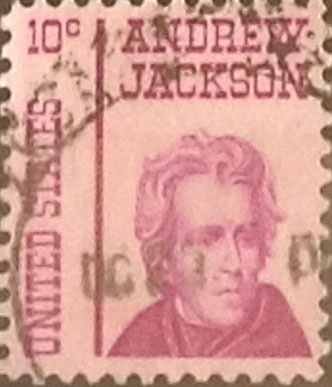 10c
ANDREW
JACKSON
UNITED STATES